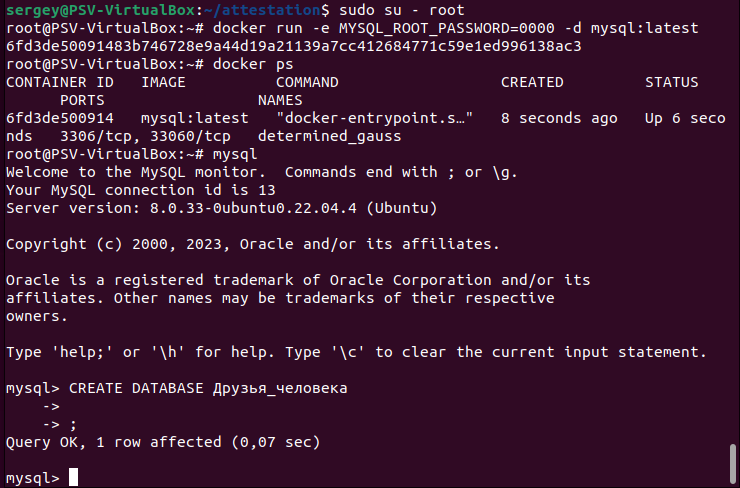 sergey@PSV-VirtualBox:~/attestation$ sudo su - root
root@PSV-VirtualBox:~# docker run -e MYSQL_ROOT_PASSWORD=0000 -d mysql:latest
6fd3de50091483b746728e9a44d19a21139a7cc412684771c59e1ed996138ac3
root@PSV-VirtualBox:~# docker ps
CONTAINER ID   IMAGE          COMMAND                  CREATED         STATUS
      PORTS                 NAMES
6fd3de500914   mysql:latest   "docker-entrypoint.s…"   8 seconds ago   Up 6 seco
nds   3306/tcp, 33060/tcp   determined_gauss
root@PSV-VirtualBox:~# mysql
Welcome to the MySQL monitor.  Commands end with ; or \g.
Your MySQL connection id is 13
Server version: 8.0.33-0ubuntu0.22.04.4 (Ubuntu)

Copyright (c) 2000, 2023, Oracle and/or its affiliates.

Oracle is a registered trademark of Oracle Corporation and/or its
affiliates. Other names may be trademarks of their respective
owners.

Type 'help;' or '\h' for help. Type '\c' to clear the current input statement.

mysql> CREATE DATABASE Друзья_человека
    ->
    -> ;
Query OK, 1 row affected (0,07 sec)

mysql>